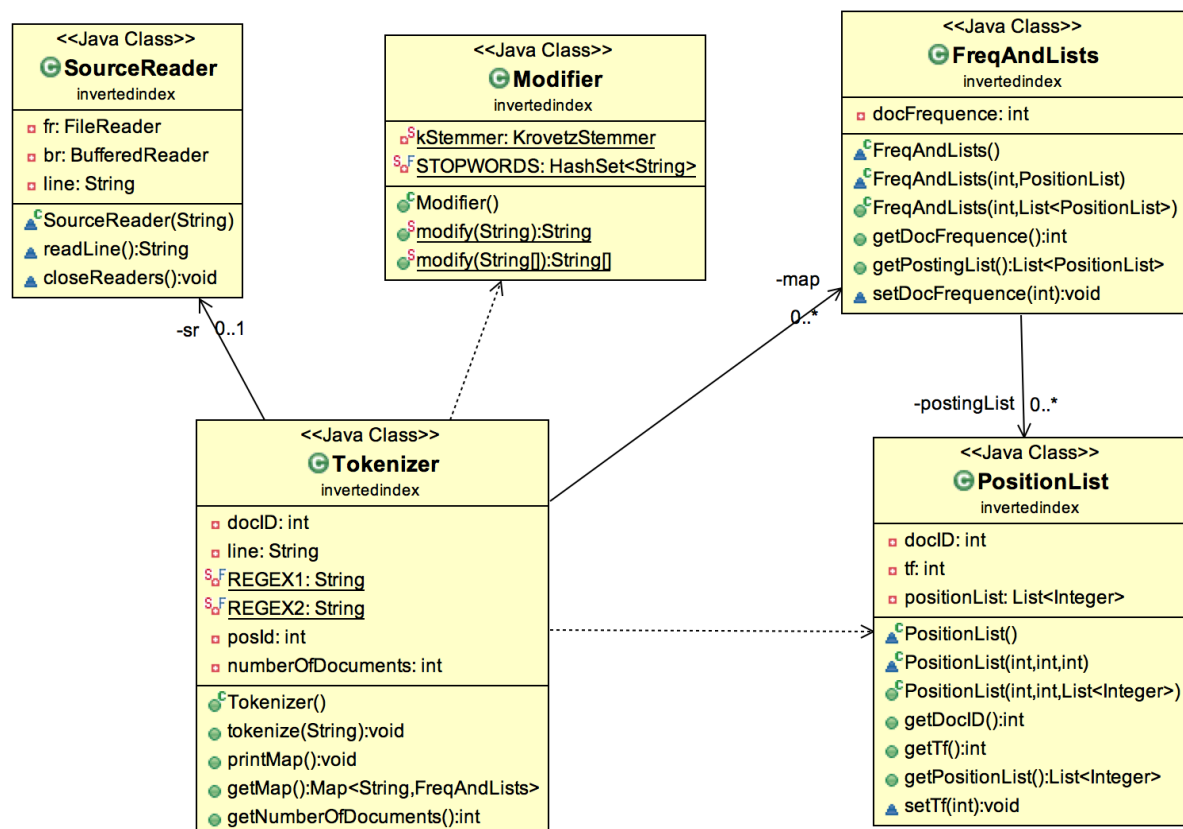 <<Java Class>>
SourceReader
invertedindex
fr: FileReader
br: BufferedReader
line: String
SourceReader(String)
readLine():String
closeReaders():void
<<Java Class>>
Modifier
invertedindex
kStemmer: KrovetzStemmer
STOPWORDS: HashSet<String>
Modifier()
modify(String):String
modify(String[]):String[]
<<Java Class>>
FreqAndLists
invertedindex
docFrequence: int
FreqAndLists()
FreqAndLists(int,PositionList)
FreqAndLists(int,List<PositionList>)
getDocFrequence():int
getPostingList():List<PositionList>
setDocFrequence(int):void
-sr 0..1
-map
0..*
-postingList 0..*
<<Java Class>>
Tokenizer
invertedindex
docID: int
line: String
REGEX1: String
REGEX2: String
posId: int
numberOfDocuments: int
Tokenizer()
tokenize(String):void
printMap():void
getMap():Map<String,FreqAndLists>
getNumberOfDocuments():int
<<Java Class>>
PositionList
invertedindex
docID: int
tf: int
positionList: List<Integer>
PositionList()
PositionList(int,int,int)
PositionList(int,int,List<Integer>)
getDocID():int
getTf():int
getPositionList():List<Integer>
setTf(int):void